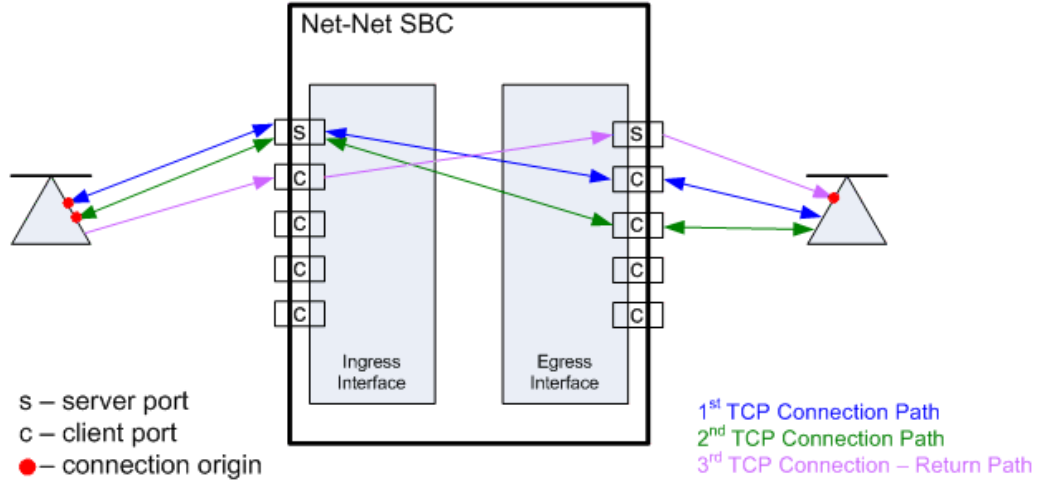 Net-Net SBC
S
C
C
C
C
S
C
C
C
C
Ingress
Interface
Egress
Interface
s – server port
c – client port
– connection origin
1st TCP Connection Path
2nd TCP Connection Path
3rd TCP Connection – Return Path